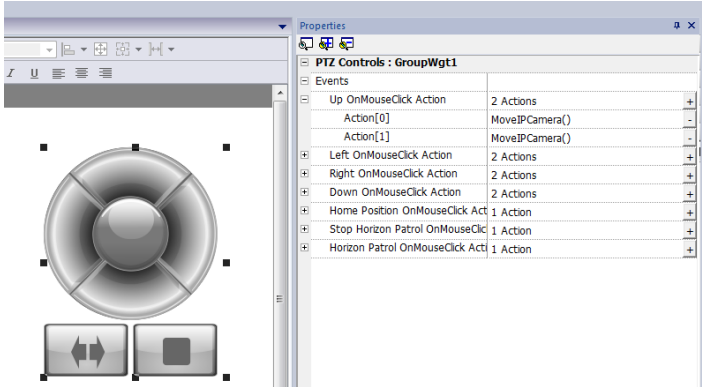 Properties
I U
PTZ Controls : GroupWgt1
Events
Up OnMouseClick Action 2 Actions +
Action[0] MoveIPCamera() -
Action[1] MoveIPCamera() -
Left OnMouseClick Action 2 Actions +
Right OnMouseClick Action 2 Actions +
Down OnMouseClick Action 2 Actions +
Home Position OnMouseClick Act 1 Action +
Stop Horizon Patrol OnMouseClic 1 Action +
Horizon Patrol OnMouseClick Acti 1 Action +